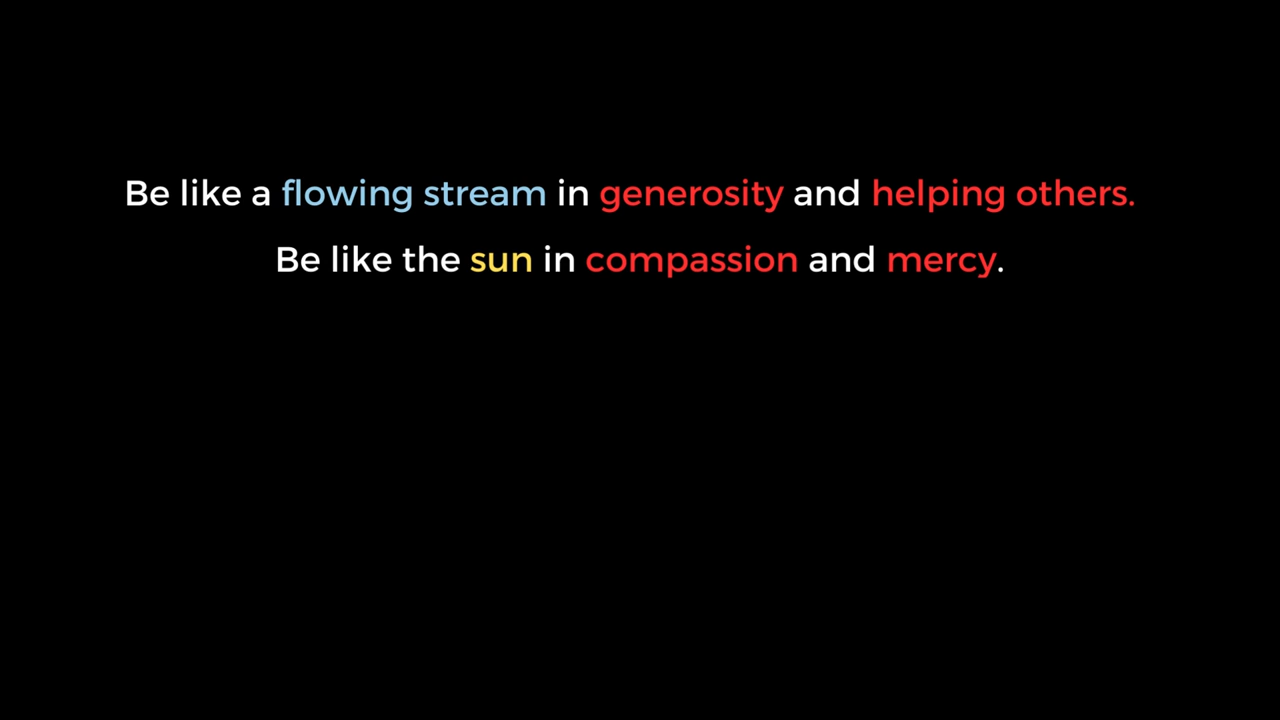 Be like a flowing stream in generosity and helping others.
Be like the sun in compassion and mercy.